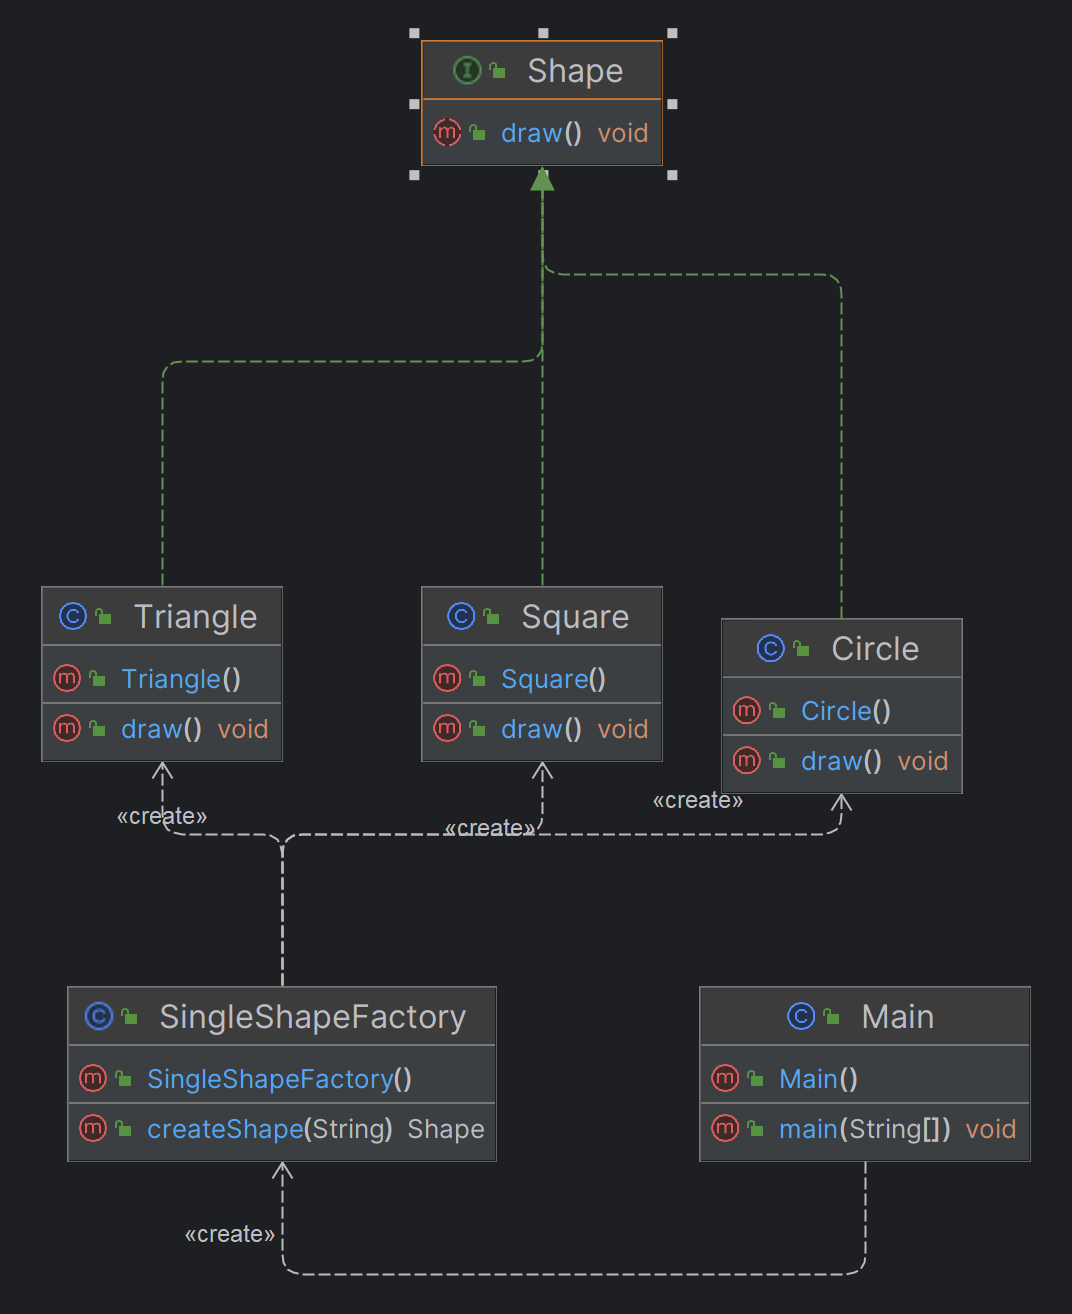 Shape
draw() void
Triangle
Triangle()
draw() void
Square
Square()
draw() void
Circle
Circle()
draw() void
«create»
«create»
«create»
SingleShapeFactory
SingleShapeFactory()
createShape(String) Shape
Main
Main()
main(String[]) void
«create»